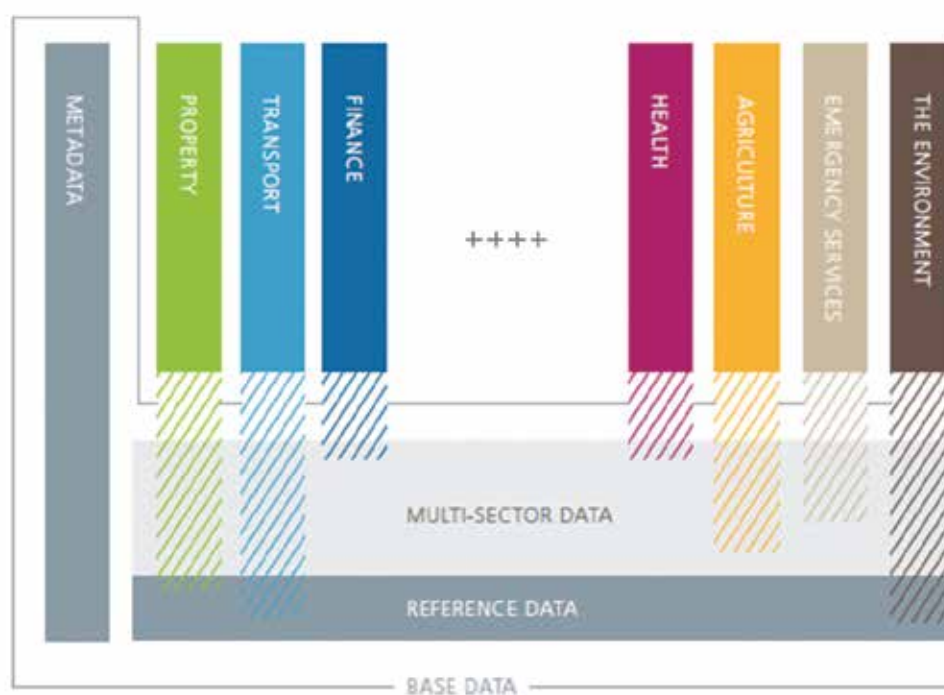 METADATA
PROPERTY
TRANSPORT
FINANCE
++++
HEALTH
AGRICULTURE
EMERGENCY SERVICES
THE ENVIRONMENT
MULTI-SECTOR DATA
REFERENCE DATA
BASE DATA